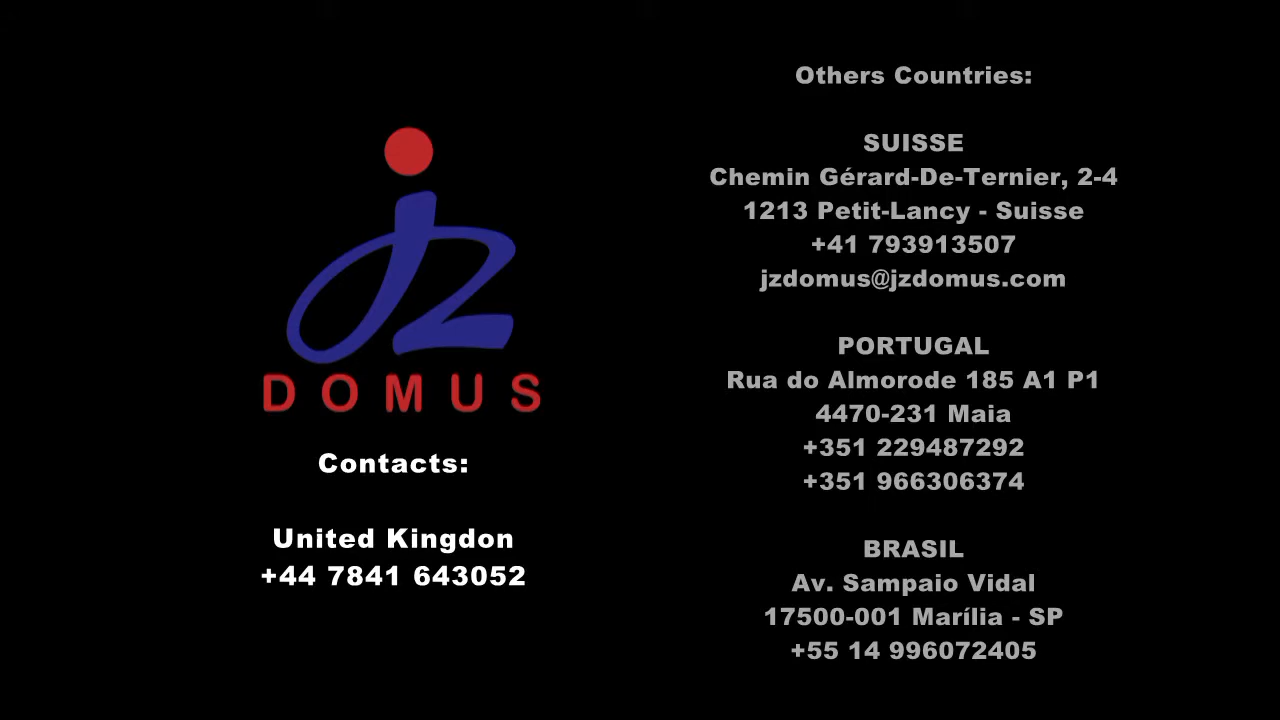 JZ
DOMUS
Contacts:
United Kingdon
+44 7841 643052
Others Countries:
SUISSE
Chemin Gérard-De-Ternier, 2-4
1213 Petit-Lancy - Suisse
+41 793913507
jzdomus@jzdomus.com
PORTUGAL
Rua do Almorode 185 A1 P1
4470-231 Maia
+351 229487292
+351 966306374
BRASIL
Av. Sampaio Vidal
17500-001 Marília - SP
+55 14 996072405